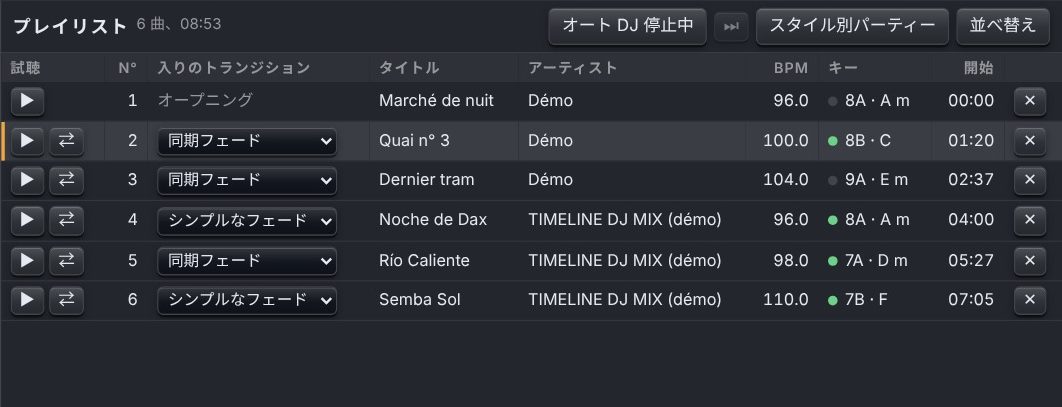 プレイリスト 6 曲、08:53 オート DJ 停止中 ⏭ スタイル別パーティー 並べ替え
試聴 N° 入りのトランジション タイトル アーティスト BPM キー 開始
▶ 1 オープニング Marché de nuit Démo 96.0 8A · A m 00:00 ✕
▶ ⇄ 2 同期フェード Quai n° 3 Démo 100.0 8B · C 01:20 ✕
▶ ⇄ 3 同期フェード Dernier tram Démo 104.0 9A · E m 02:37 ✕
▶ ⇄ 4 シンプルなフェード Noche de Dax TIMELINE DJ MIX (démo) 96.0 8A · A m 04:00 ✕
▶ ⇄ 5 同期フェード Río Caliente TIMELINE DJ MIX (démo) 98.0 7A · D m 05:27 ✕
▶ ⇄ 6 シンプルなフェード Semba Sol TIMELINE DJ MIX (démo) 110.0 7B · F 07:05 ✕